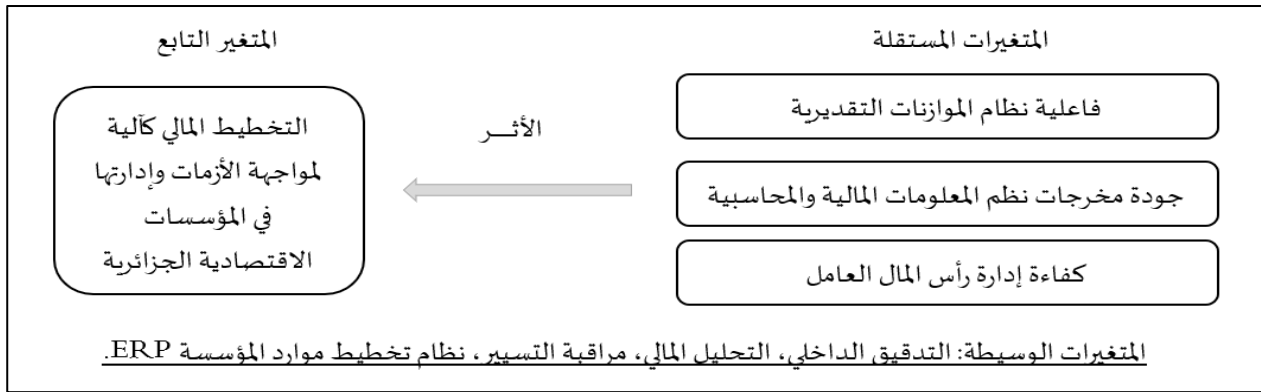 المتغيرات المستقلة
فاعلية نظام الموازنات التقديرية
جودة مخرجات نظم المعلومات المالية والمحاسبية
كفاءة إدارة رأس المال العامل
الأثـــر
المتغير التابع
التخطيط المالي كآلية
لمواجهة الأزمات وإدارتها
في المؤسسات
الاقتصادية الجزائرية
المتغيرات الوسيطة: التدقيق الداخلي، التحليل المالي، مراقبة التسيير، نظام تخطيط موارد المؤسسة ERP.